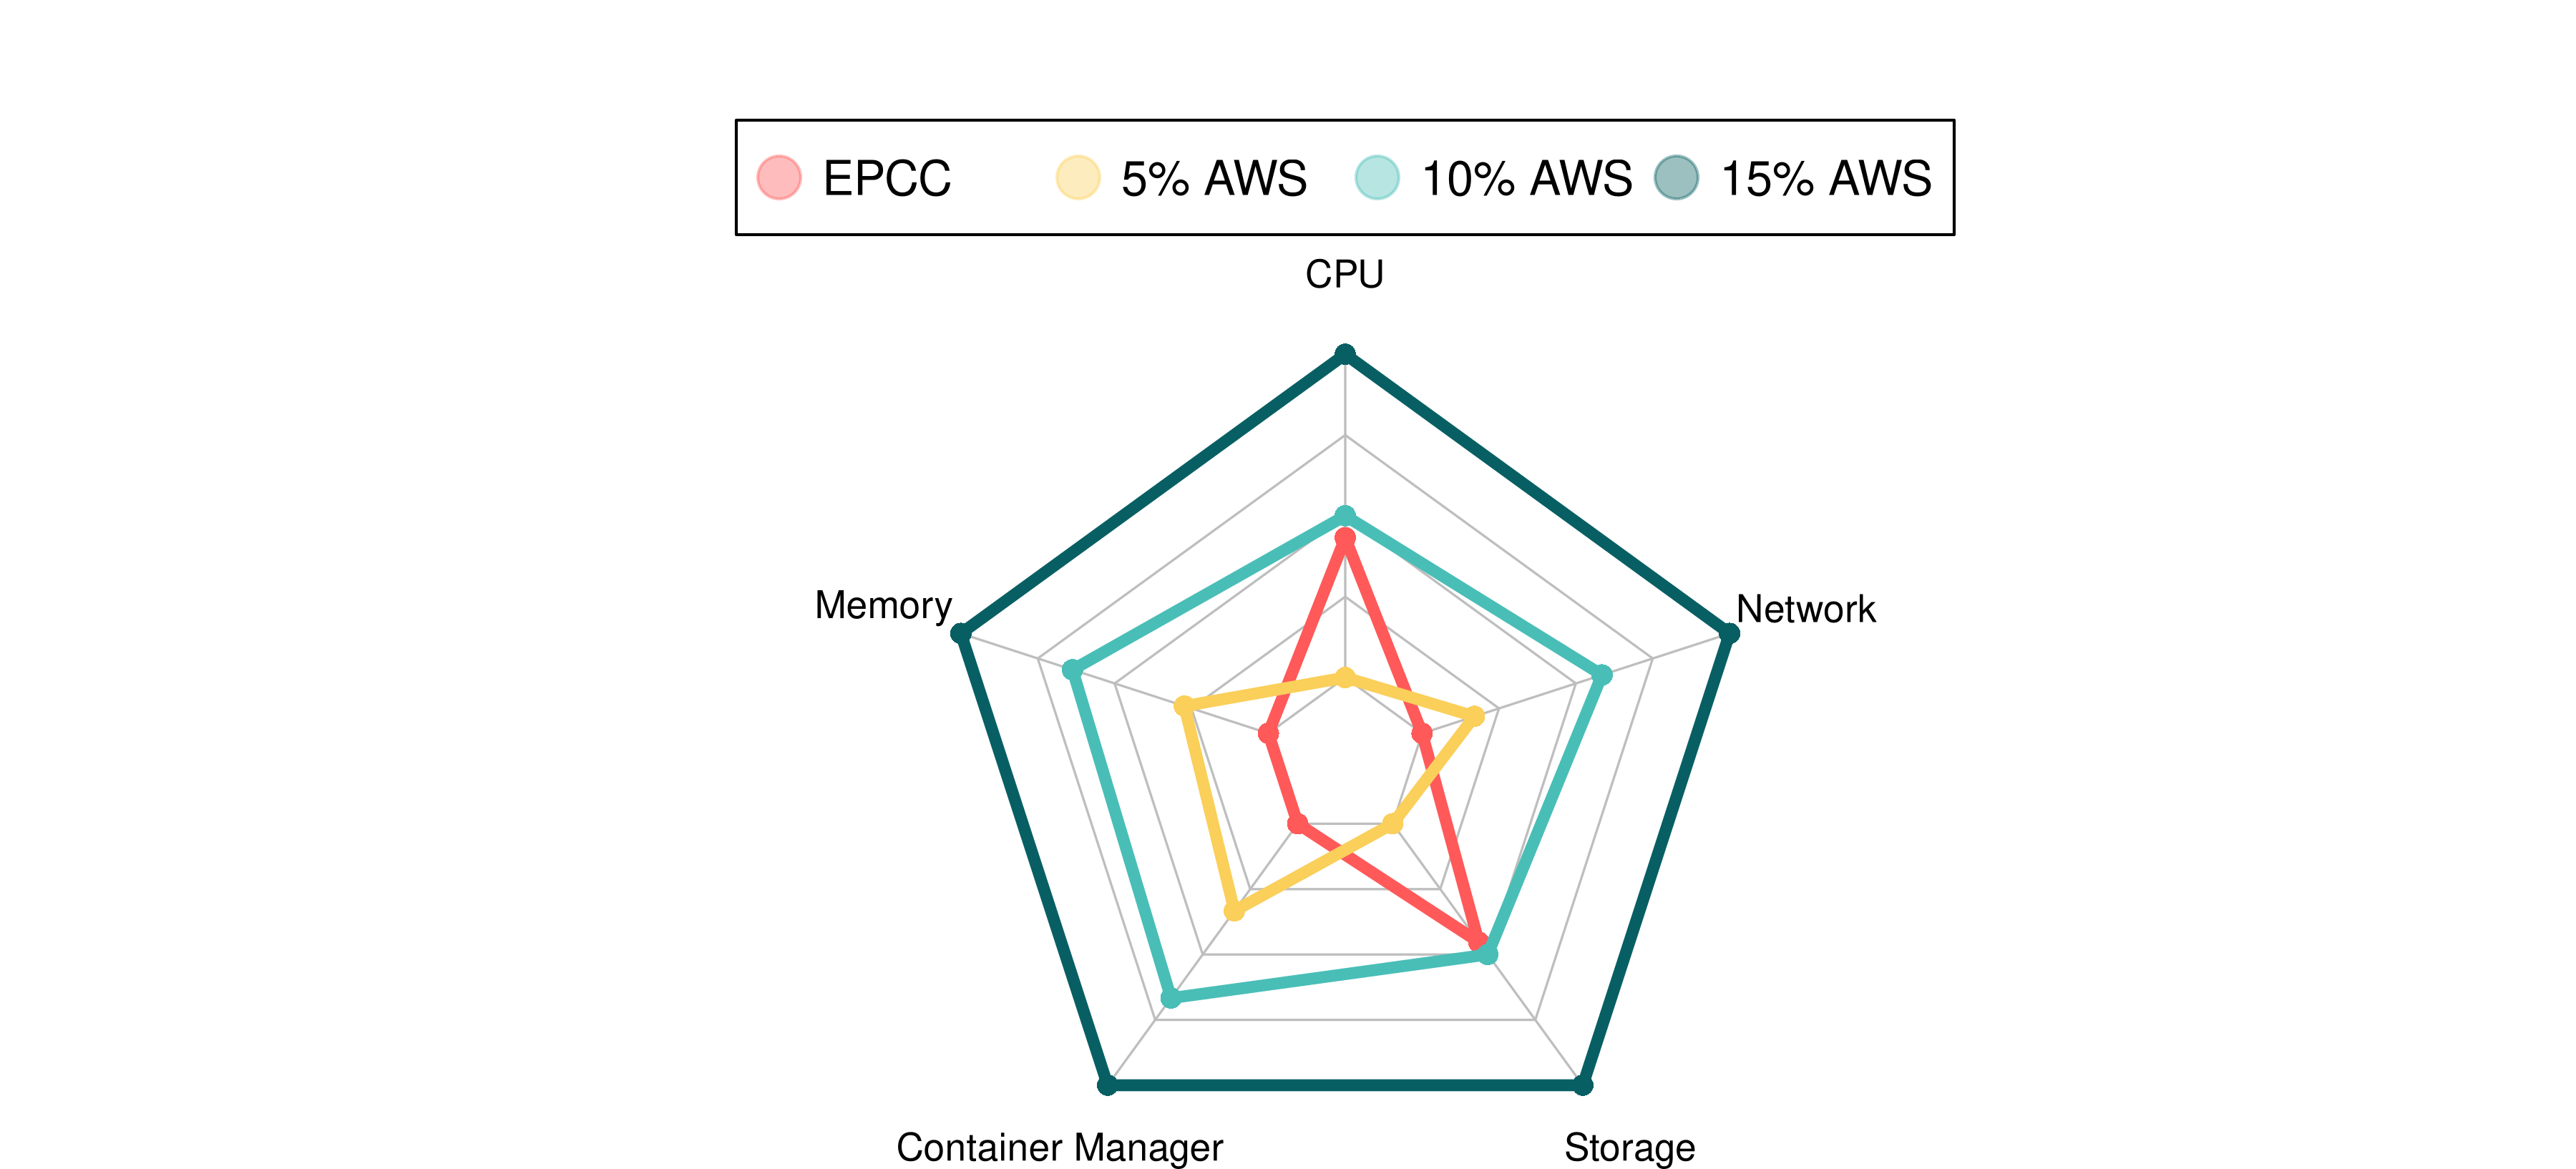 EPCC 5% AWS 10% AWS 15% AWS
CPU
Memory
Network
Container Manager
Storage